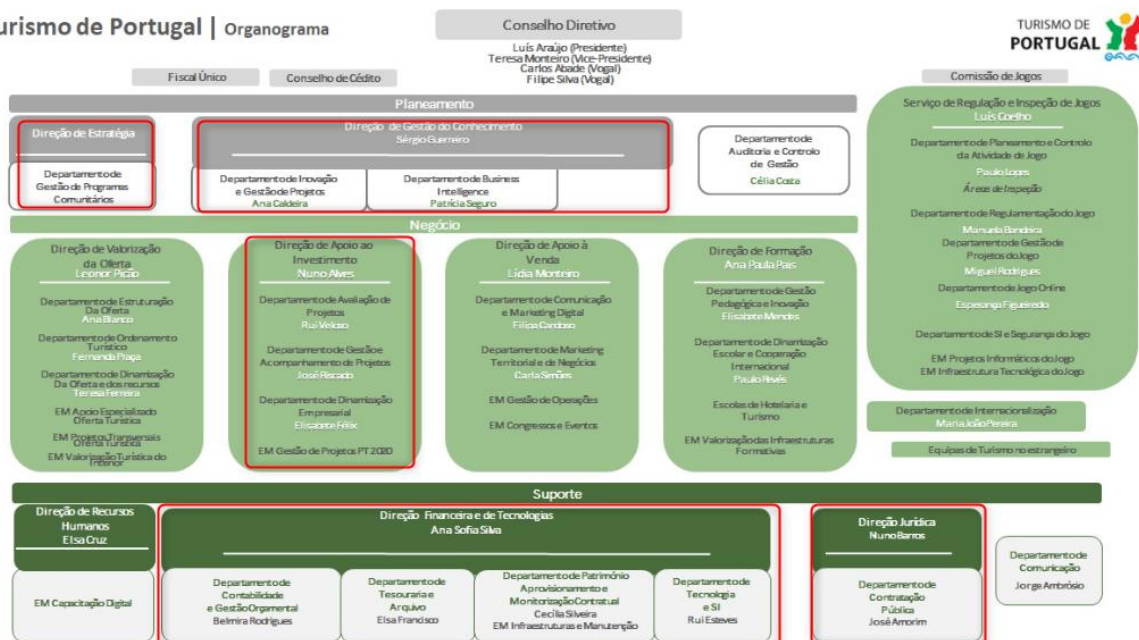 urismo de Portugal | Organograma
Conselho Diretivo
Luís Araújo (Presidente)
Teresa Monteiro (Vice-Presidente)
Carlos Abade (Vogal)
Filipe Silva (Vogal)
TURISMO DE
PORTUGAL
Fiscal Único
Conselho de Crédito
Comissão de Jogos
Planeamento
Direção de Estratégia
Departamento de
Gestão de Programas
Comunitários
Direção de Gestão do Conhecimento
Sérgio Guerreiro
Departamento de Inovação
e Gestão de Projetos
Ana Caldeira
Departamento de Business
Intelligence
Patrícia Seguro
Departamento de
Auditoria e Controlo
de Gestão
Célia Costa
Serviço de Regulação e Inspeção de Jogos
Luís Coelho
Departamento de Planeamento e Controlo
da Atividade de Jogo
Paulo Lopes
Áreas de Inspeção
Departamento de Regulamentação do Jogo
Manuela Bandeira
Departamento de Gestão de
Projetos do Jogo
Miguel Rodrigues
Departamento de Jogo Online
Esperança Figueiredo
Departamento de SI e Segurança do Jogo
EM Projetos Informáticos do Jogo
EM Infraestrutura Tecnológica do Jogo
Departamento de Internacionalização
Maria João Pereira
Equipas de Turismo no estrangeiro
Negócio
Direção de Valorização
da Oferta
Leonor Picão
Departamento de Estruturação
Da Oferta
Ana Blanco
Departamento de Ordenamento
Turístico
Fernanda Praça
Departamento de Dinamização
Da Oferta e dos recursos
Teresa Ferreira
EM Apoio Especializado
Oferta Turística
EM Projetos Transversais
Oferta Turística
EM Valorização Turística do
Interior
Direção de Apoio ao
Investimento
Nuno Alves
Departamento de Avaliação de
Projetos
Rui Veloso
Departamento de Gestão e
Acompanhamento de Projetos
José Riscado
Departamento de Dinamização
Empresarial
Elisabete Félix
EM Gestão de Projetos PT 2020
Direção de Apoio à
Venda
Lídia Monteiro
Departamento de Comunicação
e Marketing Digital
Filipa Cardoso
Departamento de Marketing
Territorial e de Negócios
Carla Simões
EM Gestão de Operações
EM Congressos e Eventos
Direção de Formação
Ana Paula Pais
Departamento de Gestão
Pedagógica e Inovação
Elisabete Mendes
Departamento de Dinamização
Escolar e Cooperação
Internacional
Paulo Revés
Escolas de Hotelaria e
Turismo
EM Valorização das Infraestruturas
Formativas
Suporte
Direção de Recursos
Humanos
Elsa Cruz
EM Capacitação Digital
Direção Financeira e de Tecnologias
Ana Sofia Silva
Departamento de
Contabilidade
e Gestão Orçamental
Belmira Rodrigues
Departamento de
Tesouraria e
Arquivo
Elsa Francisco
Departamento de Património
Aprovisionamento e
Monitorização Contratual
Cecília Silveira
EM Infraestruturas e Manutenção
Departamento de
Tecnologia
e SI
Rui Esteves
Direção Jurídica
Nuno Barros
Departamento de
Contratação
Pública
José Amorim
Departamento de
Comunicação
Jorge Ambrósio